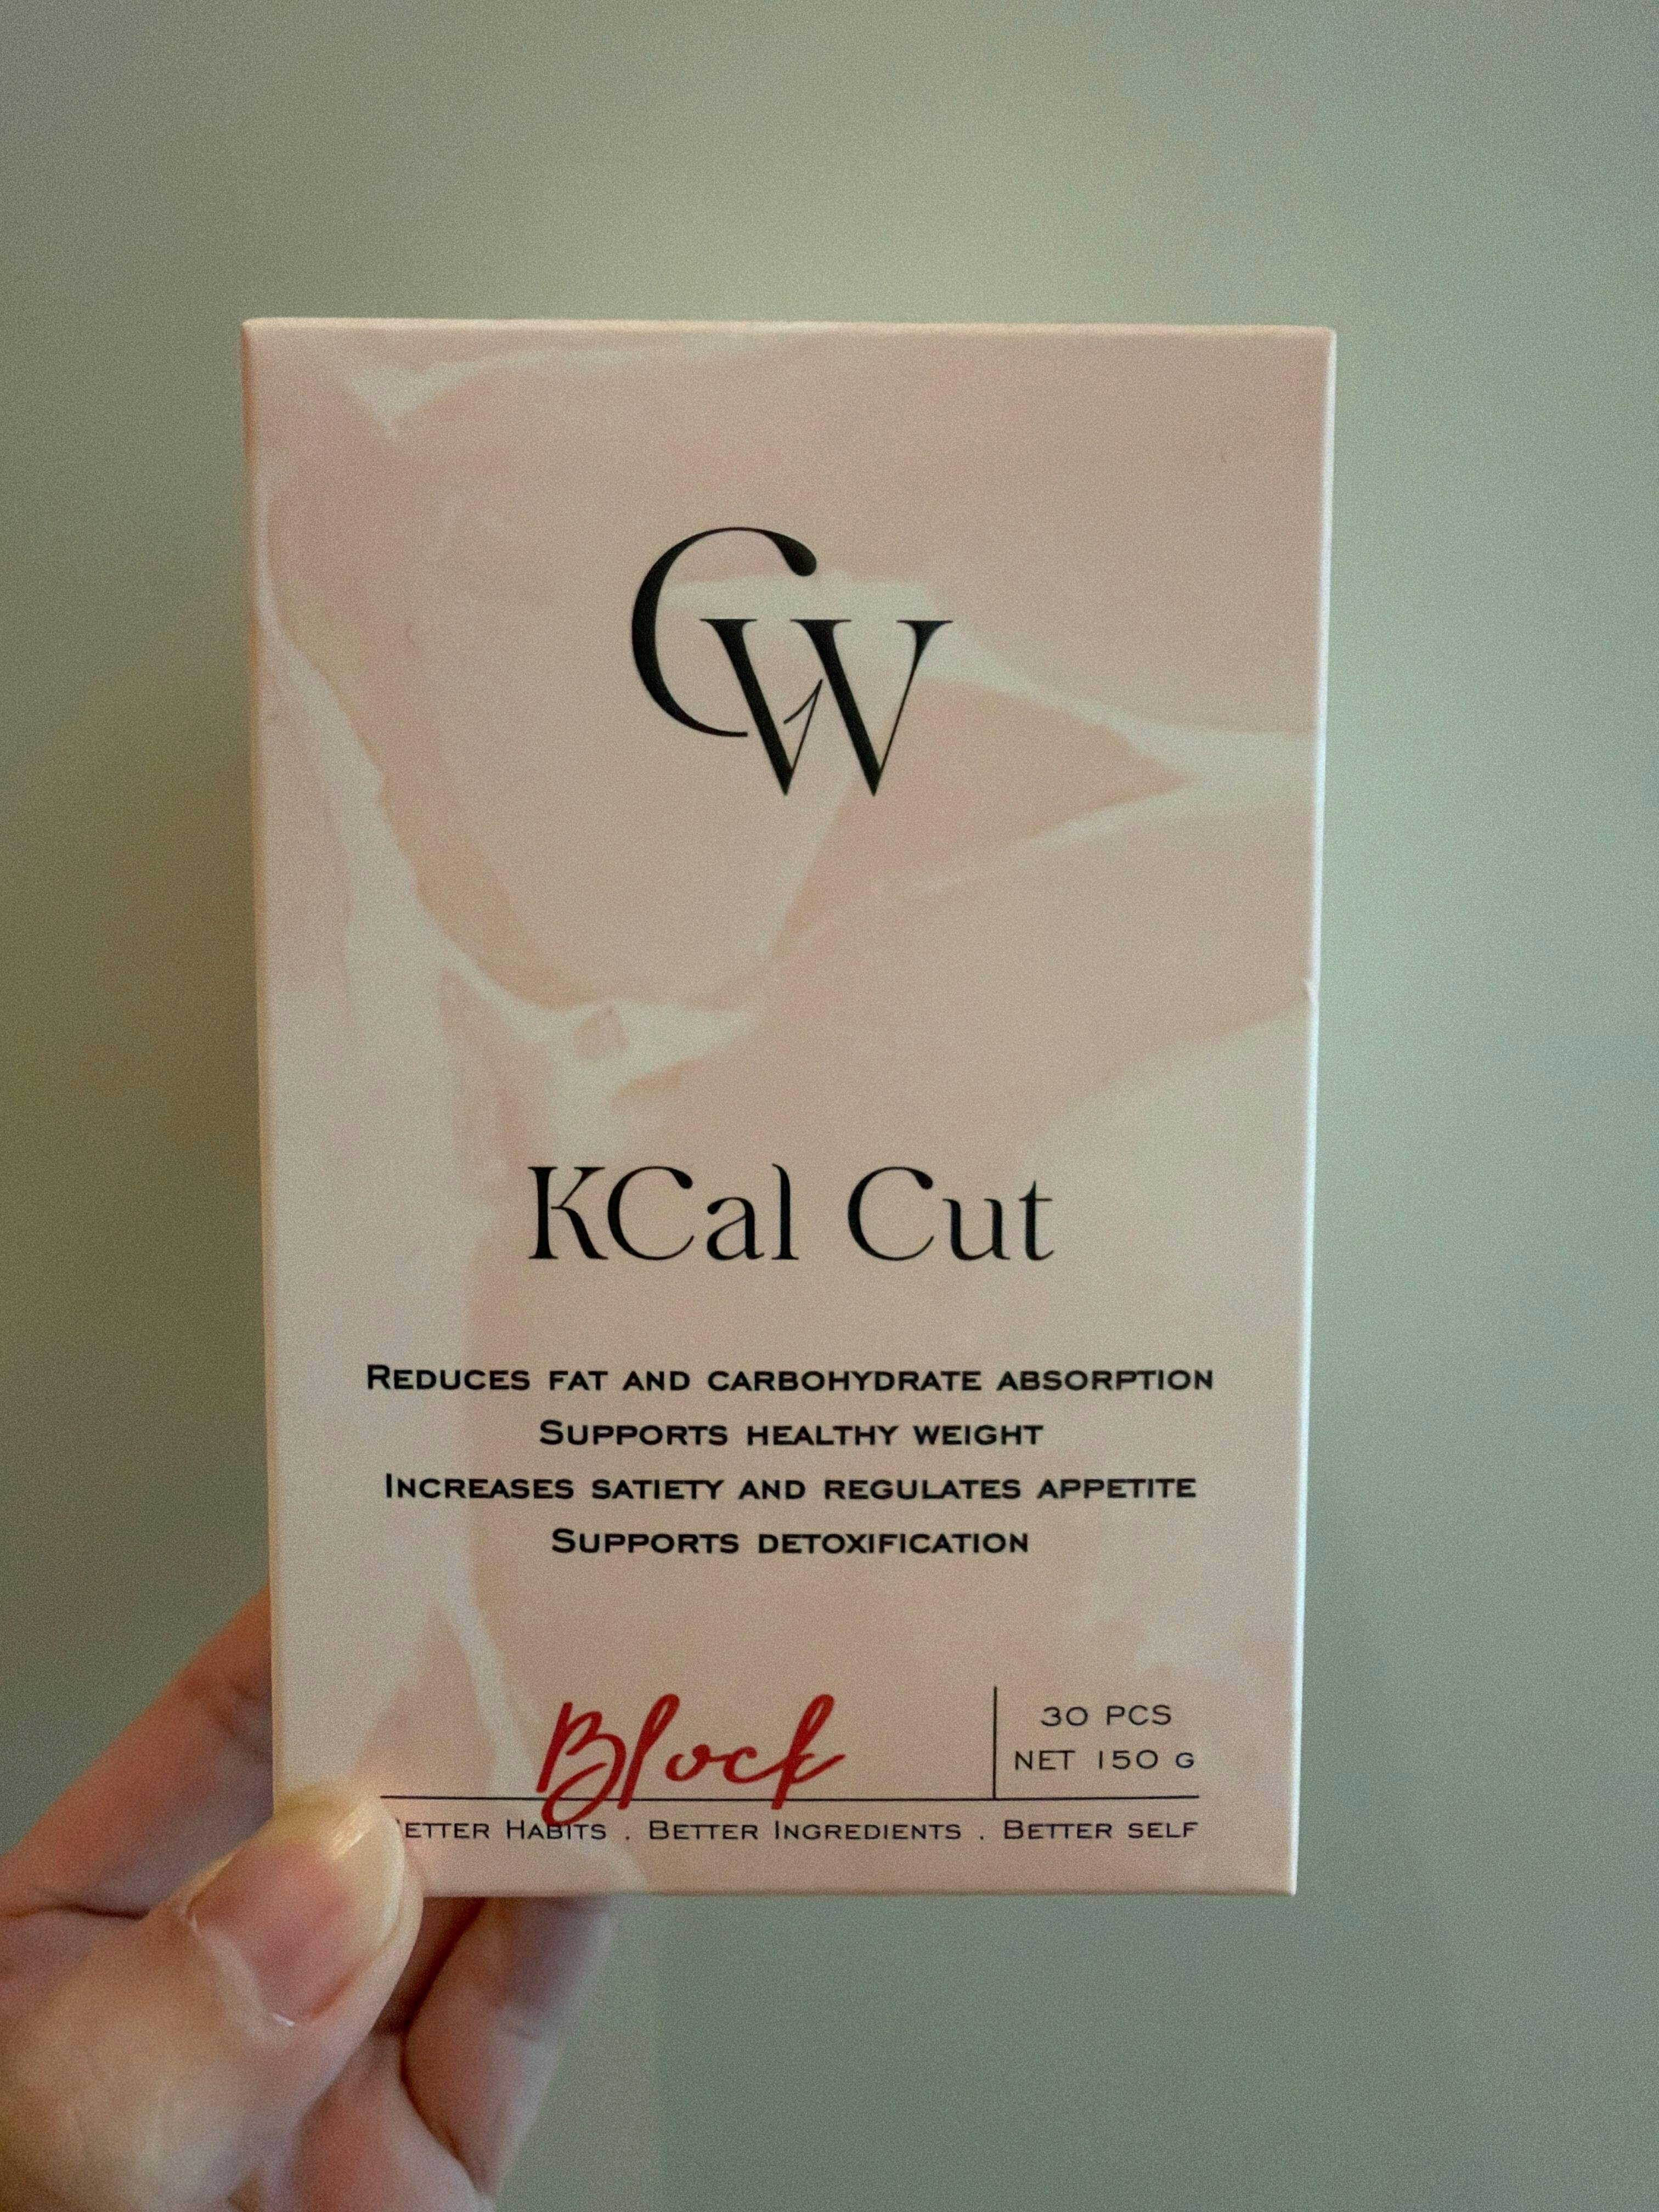 CW
KCal Cut
REDUCES FAT AND CARBOHYDRATE ABSORPTION
SUPPORTS HEALTHY WEIGHT
INCREASES SATIETY AND REGULATES APPETITE
SUPPORTS DETOXIFICATION
Block
30 PCS
NET 150 G
ETTER HABITS . BETTER INGREDIENTS . BETTER SELF